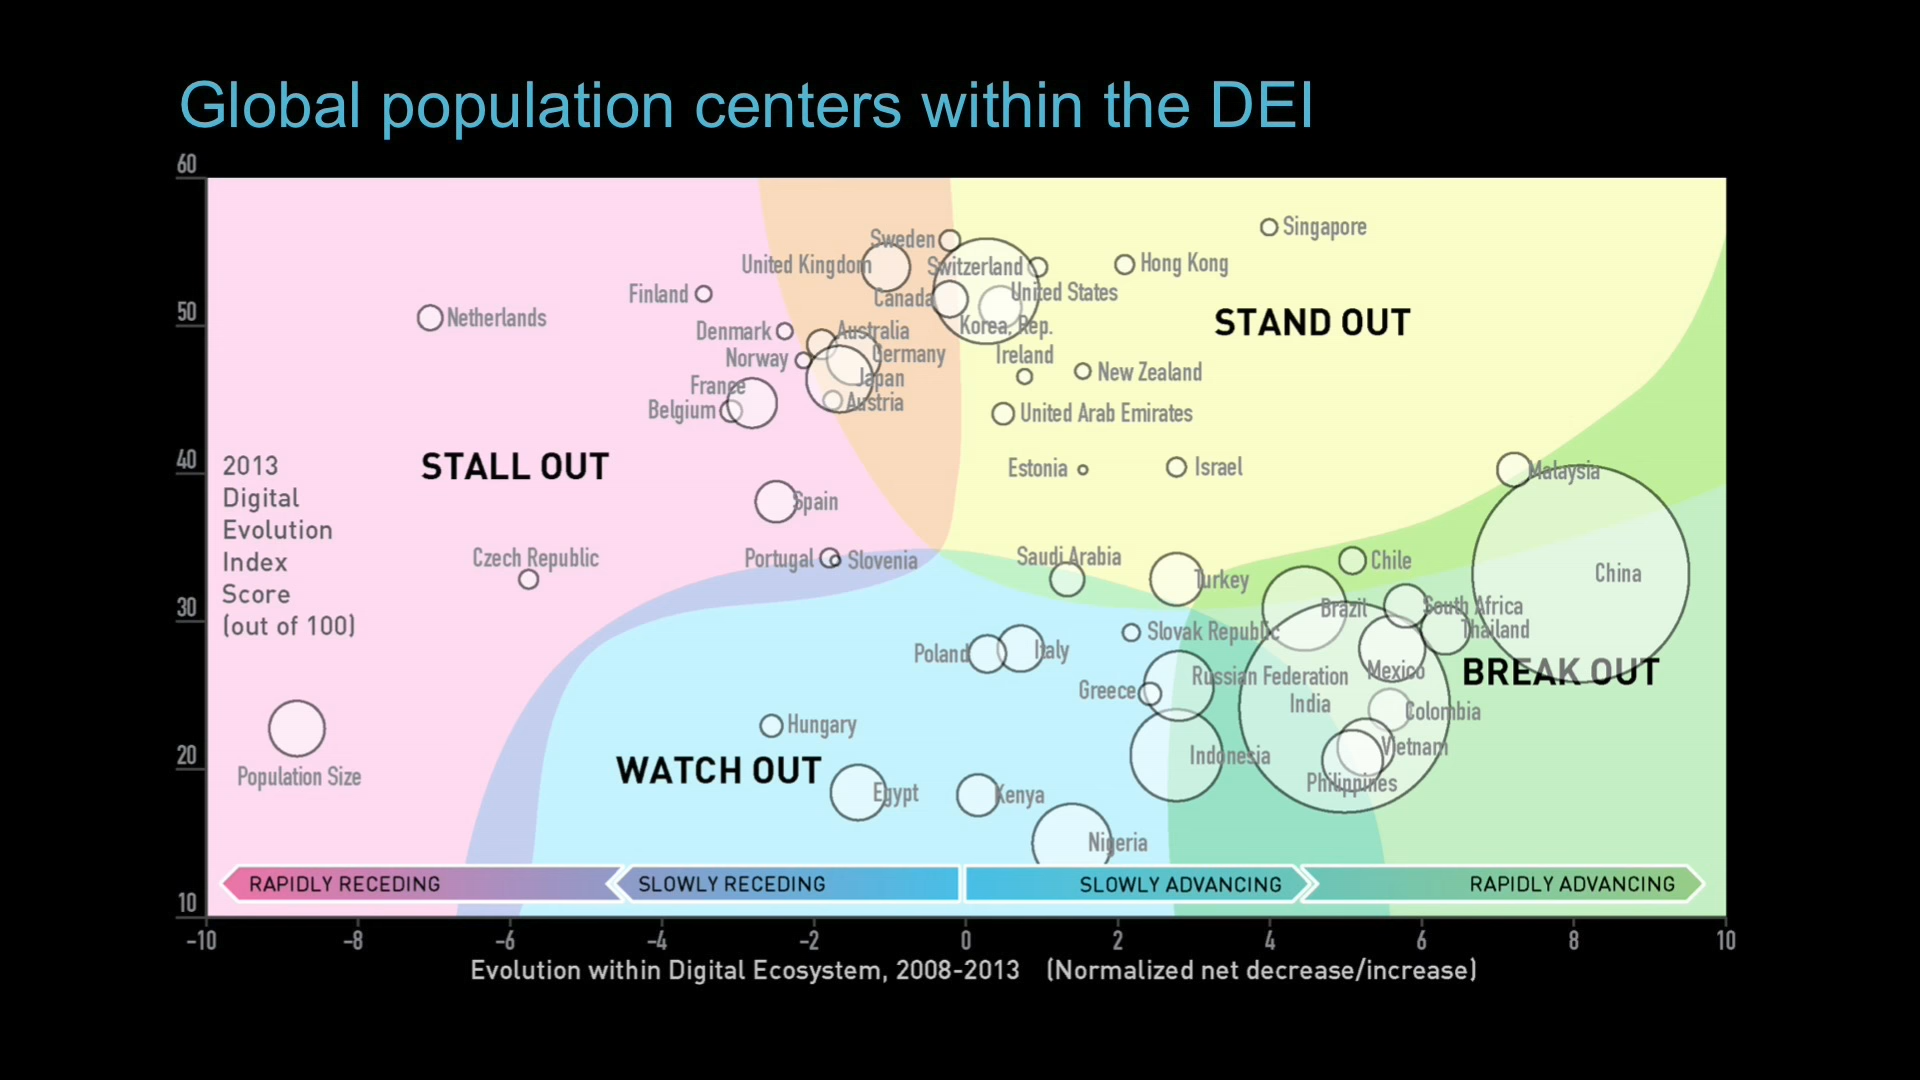 Global population centers within the DEI
60
50
40
30
20
10
2013
Digital
Evolution
Index
Score
(out of 100)
Singapore
Sweden
United Kingdom
Switzerland
Hong Kong
Finland
Canada
United States
Netherlands
STAND OUT
Denmark
Australia
Korea, Rep.
Norway
Germany
Ireland
New Zealand
France
Japan
Belgium
Austria
United Arab Emirates
STALL OUT
Estonia
Israel
Malaysia
Spain
Czech Republic
Portugal
Slovenia
Saudi Arabia
Turkey
Chile
China
Brazil
South Africa
Slovak Republic
Thailand
Poland
Italy
Russian Federation
Mexico
BREAK OUT
Greece
India
Colombia
Hungary
Vietnam
Indonesia
WATCH OUT
Population Size
Philippines
Egypt
Kenya
Nigeria
RAPIDLY RECEDING
SLOWLY RECEDING
SLOWLY ADVANCING
RAPIDLY ADVANCING
-10 -8 -6 -4 -2 0 2 4 6 8 10
Evolution within Digital Ecosystem, 2008-2013 (Normalized net decrease/increase)